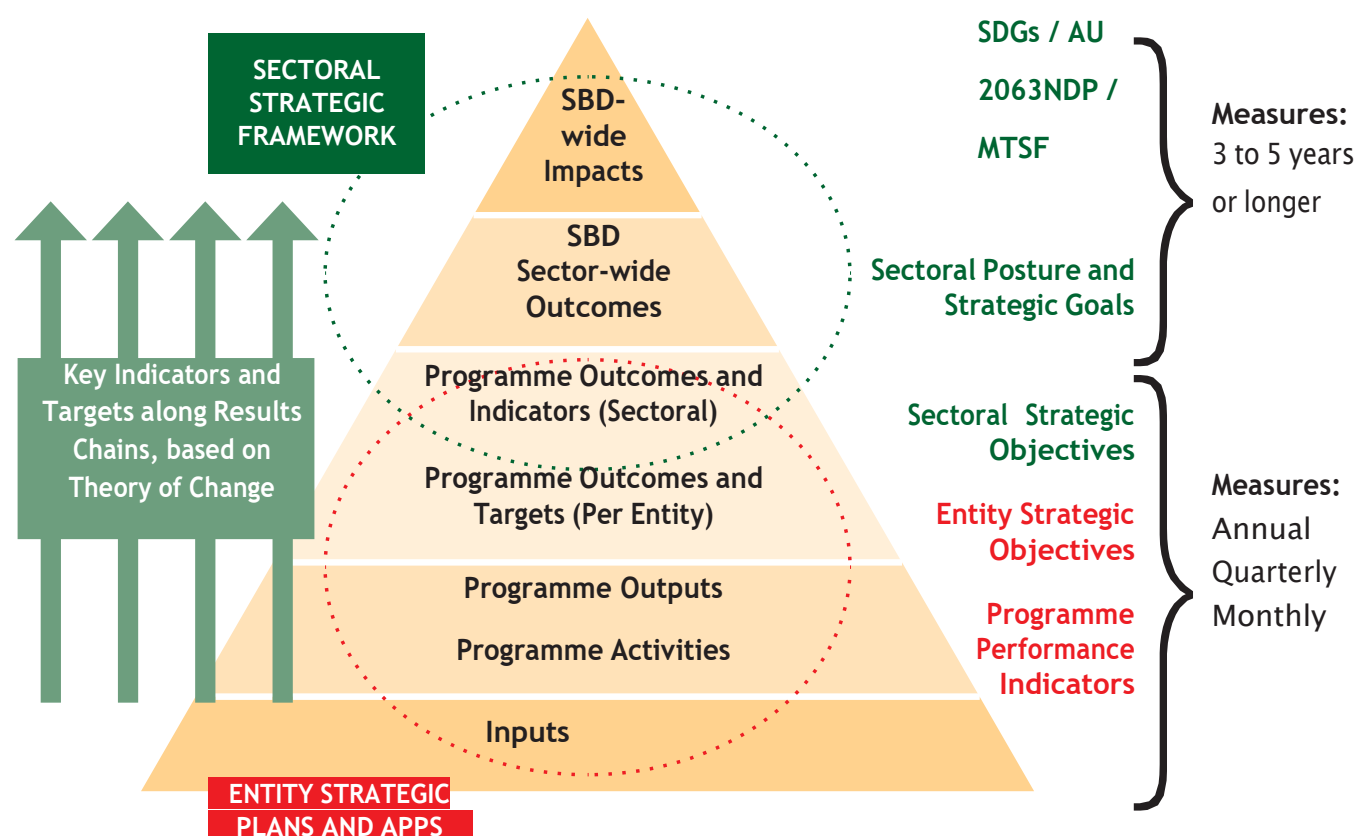 SECTORAL
STRATEGIC
FRAMEWORK
SBD-
wide
Impacts
SBD
Sector-wide
Outcomes
Programme Outcomes and
Indicators (Sectoral)
Programme Outcomes and
Targets (Per Entity)
Programme Outputs
Programme Activities
Inputs
Key Indicators and
Targets along Results
Chains, based on
Theory of Change
ENTITY STRATEGIC
PLANS AND APPS
SDGs / AU
2063NDP /
MTSF
Sectoral Posture and
Strategic Goals
Sectoral Strategic
Objectives
Entity Strategic
Objectives
Programme
Performance
Indicators
Measures:
3 to 5 years
or longer
Measures:
Annual
Quarterly
Monthly